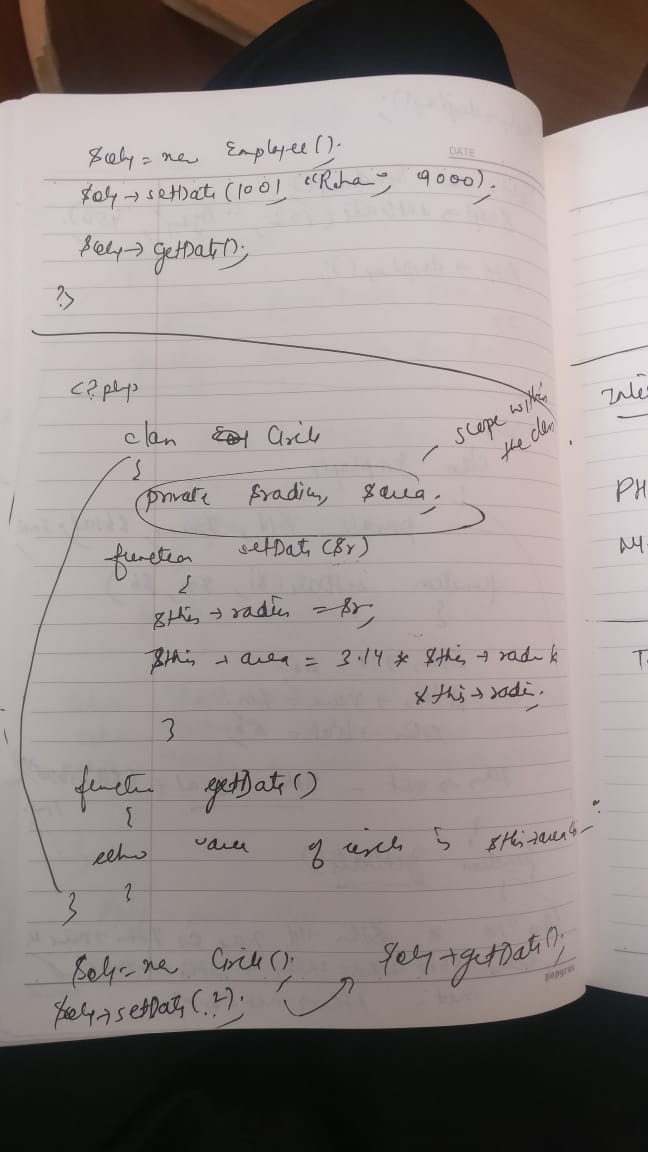 $obj = new Employee();
DATE
$obj → setData (1001, "Rehan", 9000);
$obj → getData();
?>
<?php
class Circle
scope within
the class
{
private $radius, $area;
function setData ($r)
{
$this → radius = $r;
$this → area = 3.14 * $this → radius *
$this → radius;
}
function getData()
{
echo "area of circle is $this→area
}
}
$obj = new Circle();
$obj→getData();
$obj→setData(.2);
papygrus
Inte
PH
My
T